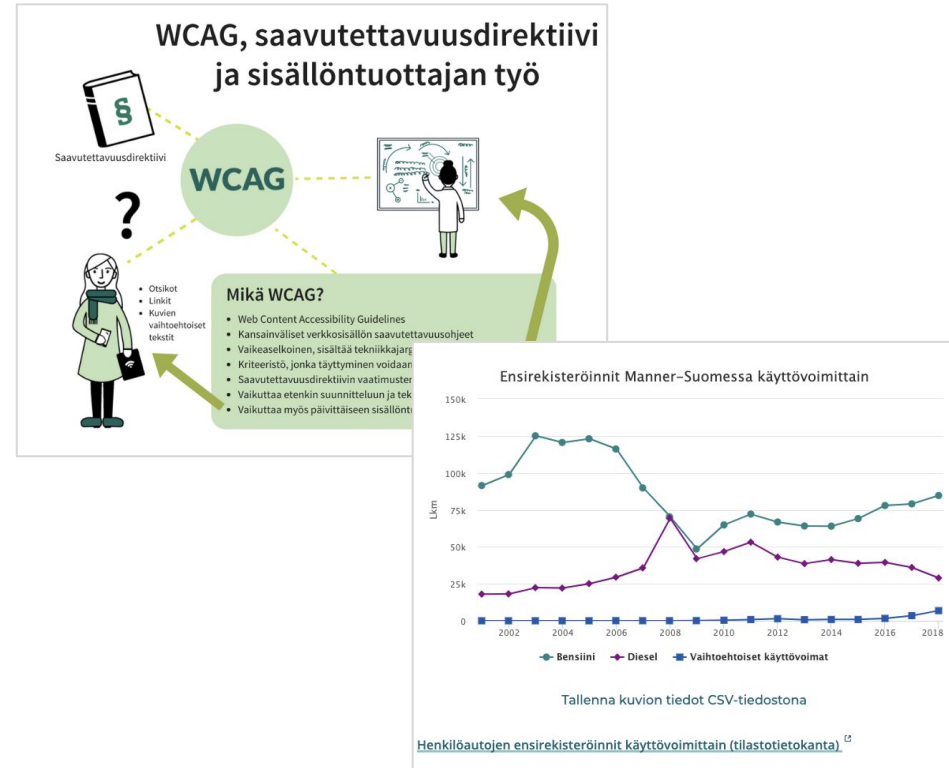 WCAG, saavutettavuusdirektiivi
ja sisällöntuottajan työ
§
Saavutettavuusdirektiivi
WCAG
?
• Otsikot
• Linkit
• Kuvien
vaihtoehtoiset
tekstit
Mikä WCAG?
• Web Content Accessibility Guidelines
• Kansainväliset verkkosisällön saavutettavuusohjeet
• Vaikeaselkoinen, sisältää tekniikkajarg
• Kriteeristö, jonka täyttyminen voidaan
• Saavutettavuusdirektiivin vaatimuste
• Vaikuttaa etenkin suunnitteluun ja tek
• Vaikuttaa myös päivittäiseen sisällönt
Ensirekisteröinnit Manner-Suomessa käyttövoimittain
150k
125k
100k
75k
50k
25k
0
Lkm
2002 2004 2006 2008 2010 2012 2014 2016 2018
Bensiini Diesel Vaihtoehtoiset käyttövoimat
Tallenna kuvion tiedot CSV-tiedostona
Henkilöautojen ensirekisteröinnit käyttövoimittain (tilastotietokanta)